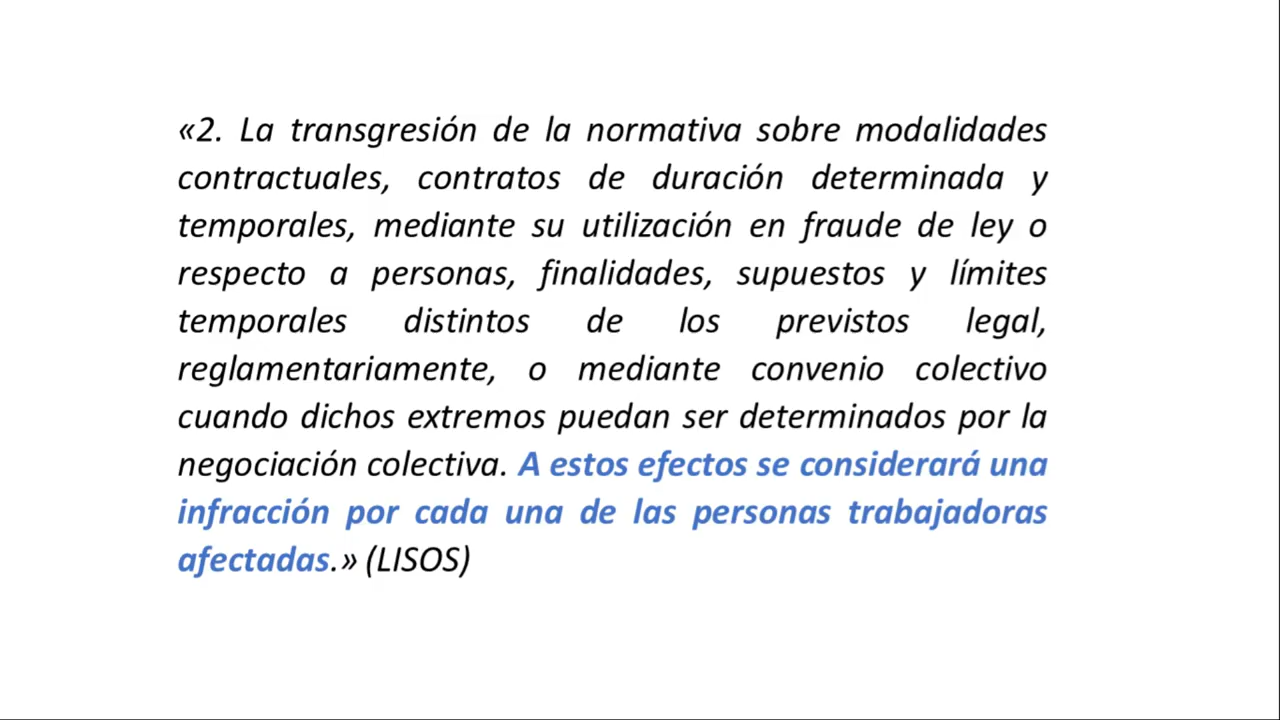 «2. La transgresión de la normativa sobre modalidades
contractuales, contratos de duración determinada y
temporales, mediante su utilización en fraude de ley o
respecto a personas, finalidades, supuestos y límites
temporales distintos de los previstos legal,
reglamentariamente, o mediante convenio colectivo
cuando dichos extremos puedan ser determinados por la
negociación colectiva. A estos efectos se considerará una
infracción por cada una de las personas trabajadoras
afectadas.» (LISOS)